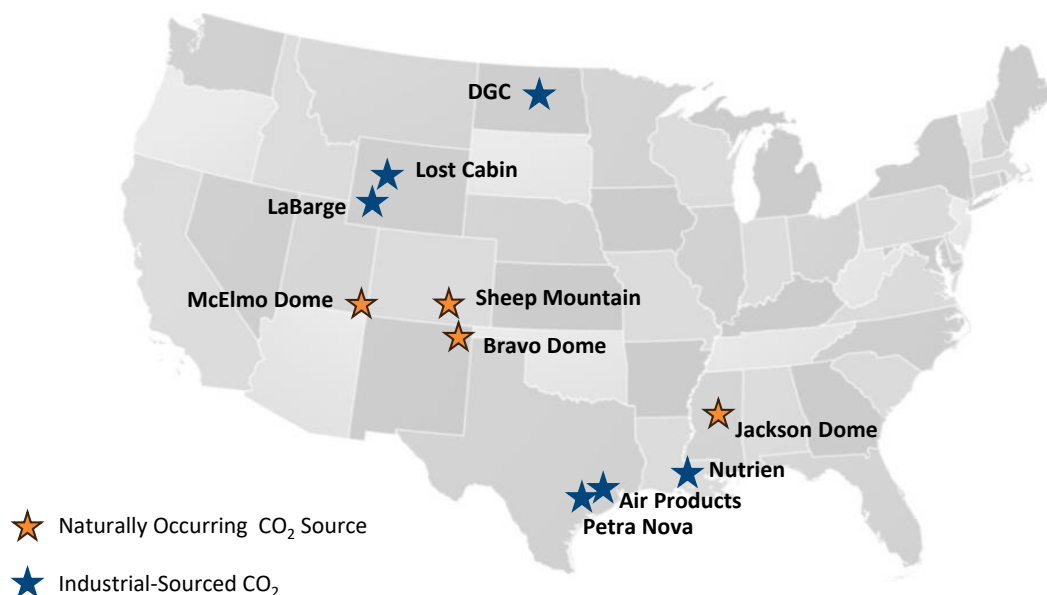 DGC
Lost Cabin
LaBarge
McElmo Dome
Sheep Mountain
Bravo Dome
Jackson Dome
Nutrien
Air Products
Petra Nova
Naturally Occurring CO₂ Source
Industrial-Sourced CO₂